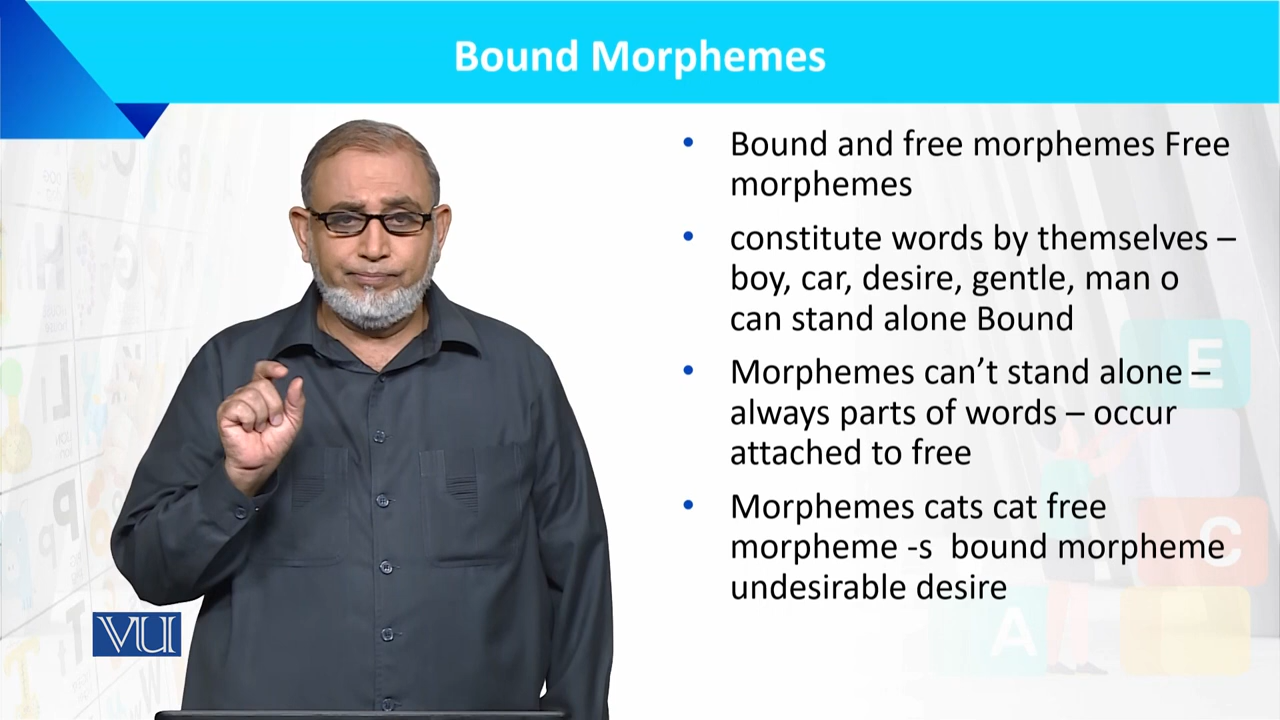 Bound Morphemes
• Bound and free morphemes Free
morphemes
• constitute words by themselves –
boy, car, desire, gentle, man o
can stand alone Bound
• Morphemes can’t stand alone –
always parts of words – occur
attached to free
• Morphemes cats cat free
morpheme -s  bound morpheme
undesirable desire
VU
E
C
A